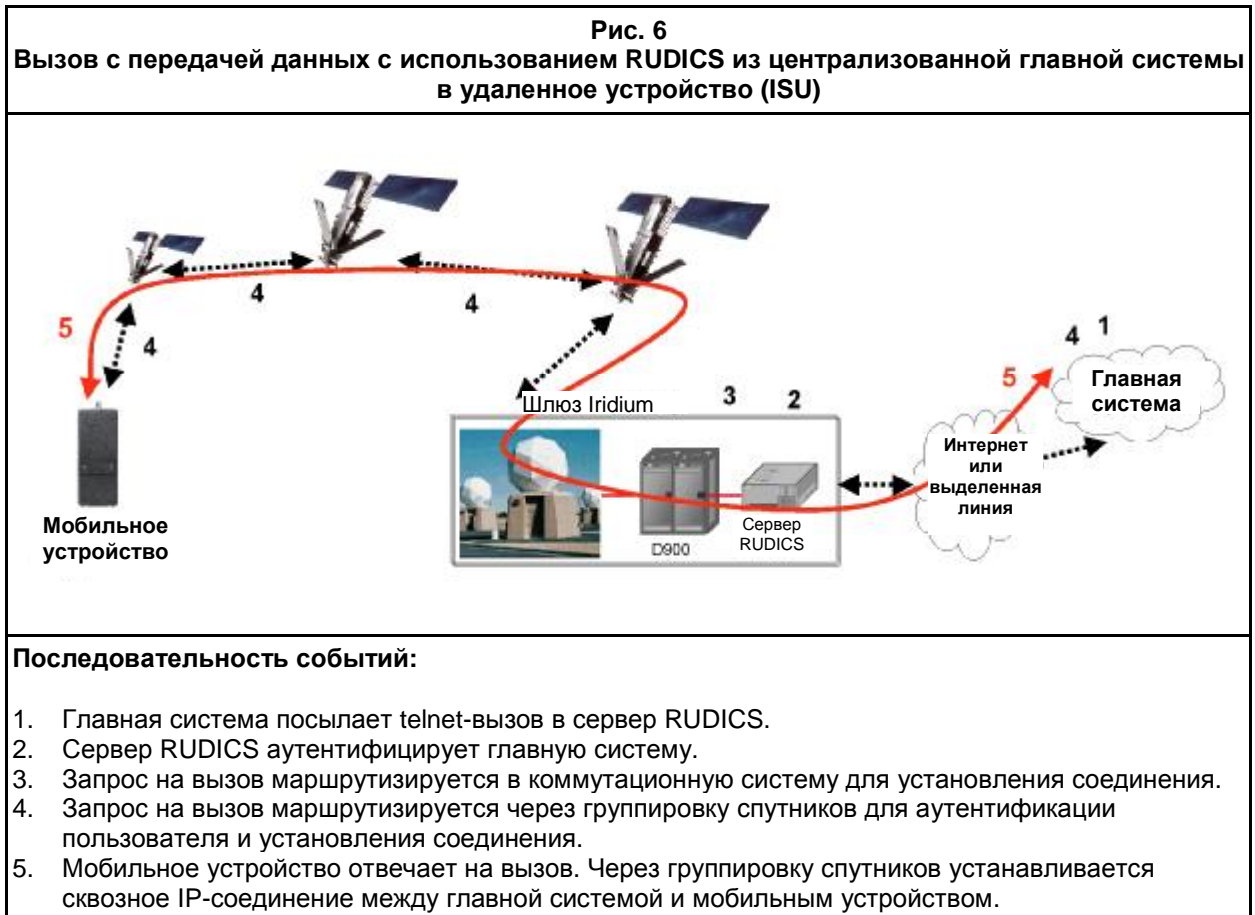 Рис. 6
Вызов с передачей данных с использованием RUDICS из централизованной главной системы
в удаленное устройство (ISU)
4
4
5
4
4 1
5
Главная
система
Шлюз Iridium
3
2
Интернет
или
выделенная
линия
Мобильное
устройство
D900
Сервер
RUDICS
Последовательность событий:
1. Главная система посылает telnet-вызов в сервер RUDICS.
2. Сервер RUDICS аутентифицирует главную систему.
3. Запрос на вызов маршрутизируется в коммутационную систему для установления соединения.
4. Запрос на вызов маршрутизируется через группировку спутников для аутентификации
пользователя и установления соединения.
5. Мобильное устройство отвечает на вызов. Через группировку спутников устанавливается
сквозное IP-соединение между главной системой и мобильным устройством.